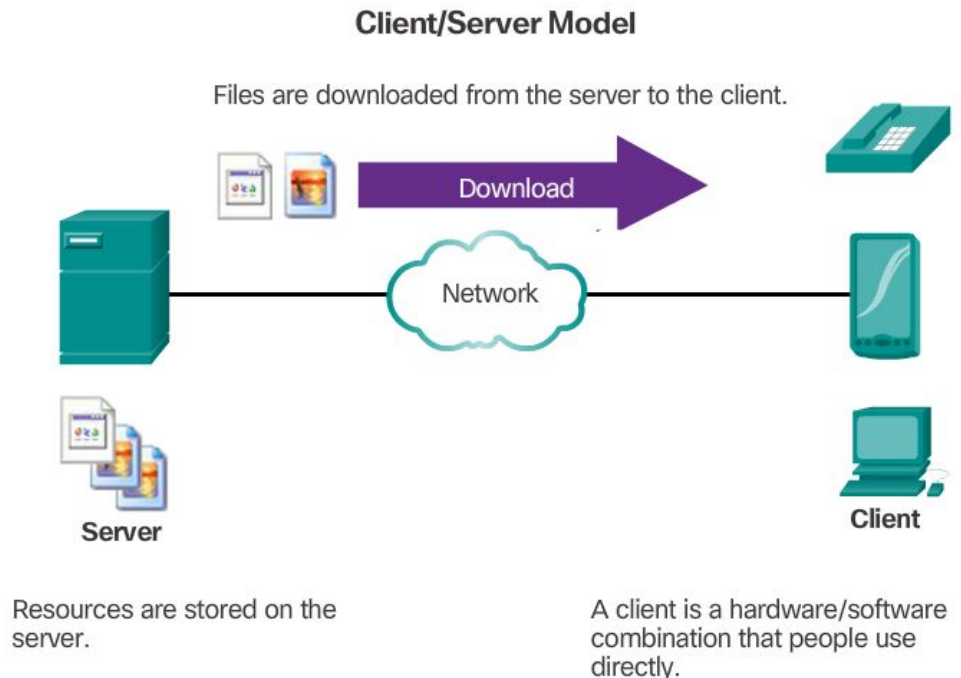 Client/Server Model
Files are downloaded from the server to the client.
Download
Network
Server
Client
Resources are stored on the
server.
A client is a hardware/software
combination that people use
directly.